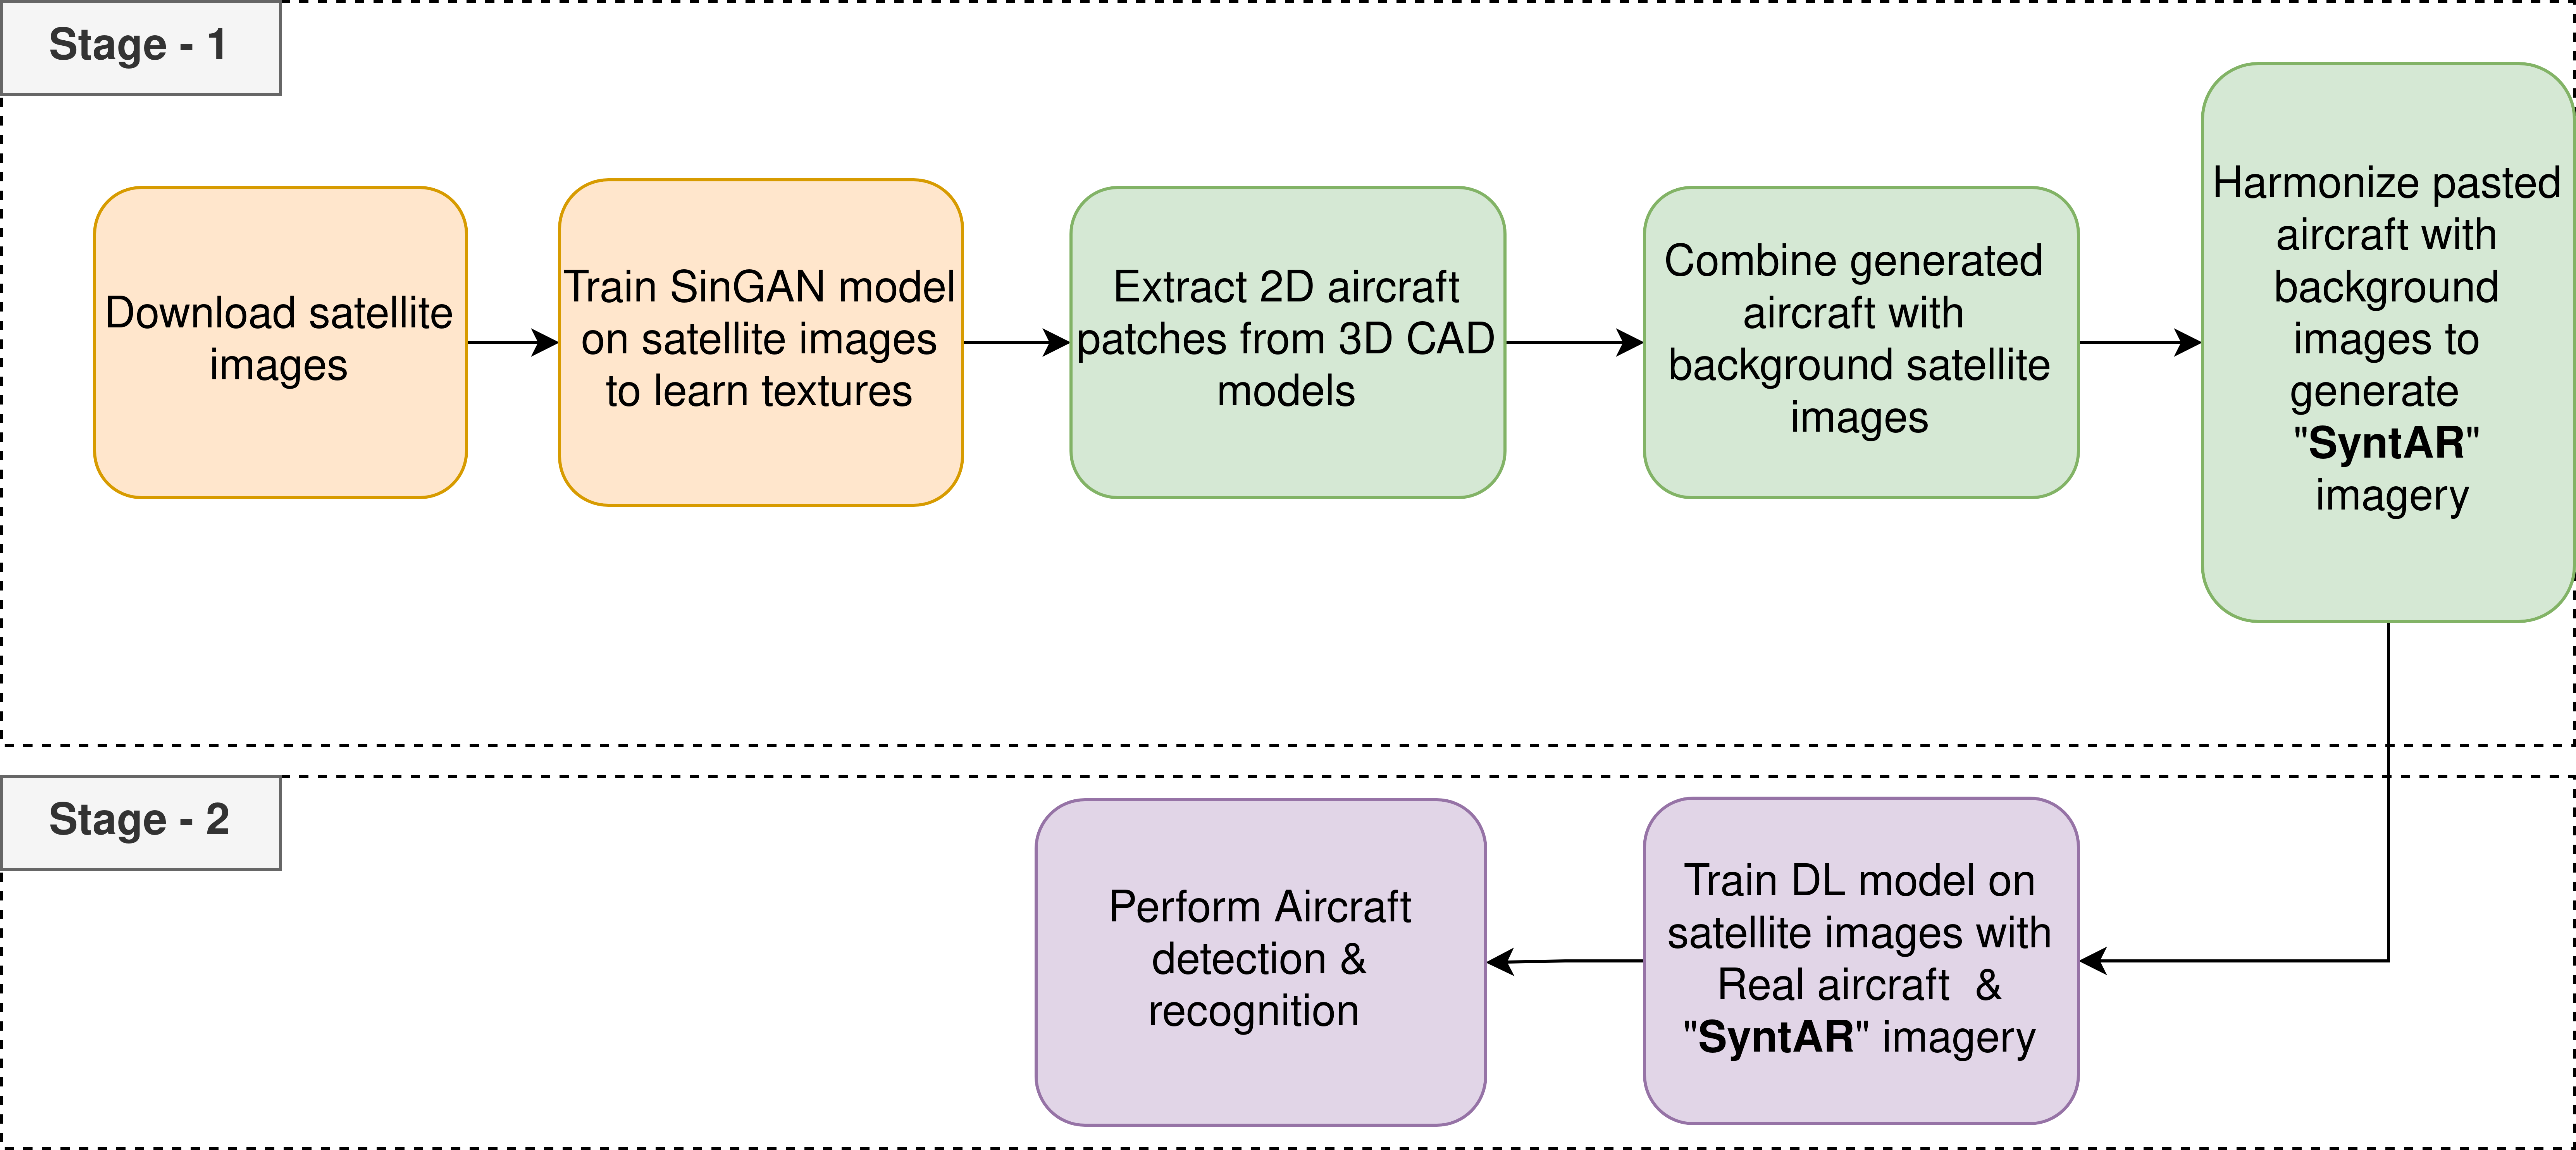 Stage - 1
Download satellite
images
Train SinGAN model
on satellite images
to learn textures
Extract 2D aircraft
patches from 3D CAD
models
Combine generated
aircraft with
background satellite
images
Harmonize pasted
aircraft with
background
images to
generate
"SyntAR"
imagery
Stage - 2
Perform Aircraft
detection &
recognition
Train DL model on
satellite images with
Real aircraft &
"SyntAR" imagery